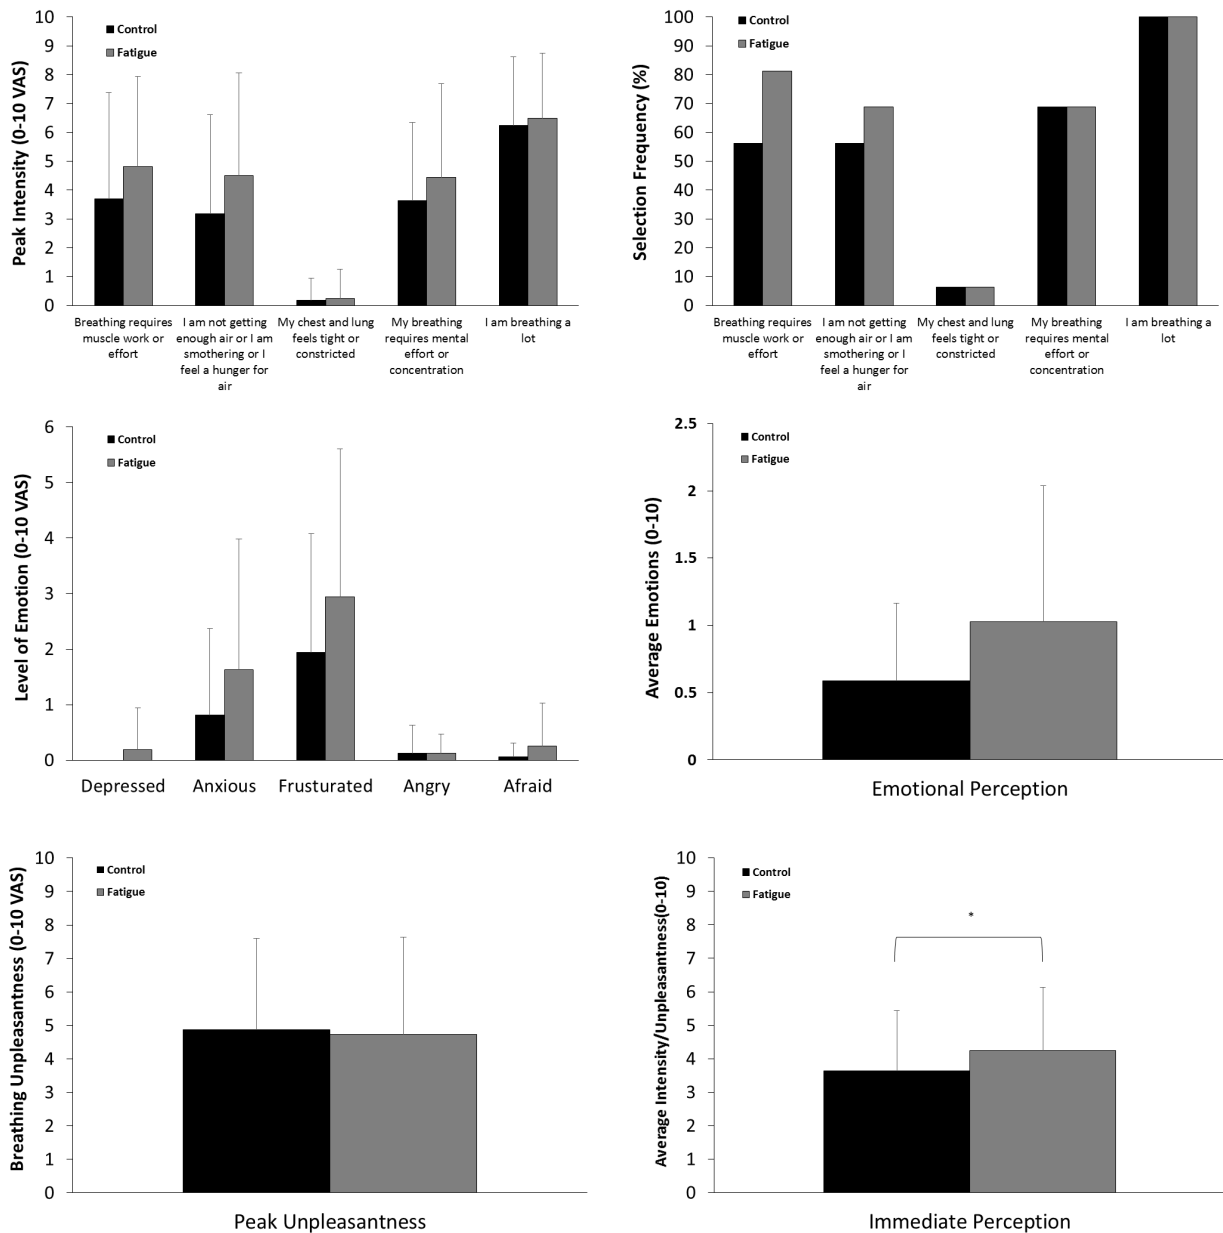 Peak Intensity (0-10 VAS)
10
9
8
7
6
5
4
3
2
1
0
Control
Fatigue
Breathing requires
muscle work or
effort
I am not getting
enough air or I am
smothering or I
feel a hunger for
air
My chest and lung
feels tight or
constricted
My breathing
requires mental
effort or
concentration
I am breathing a
lot
Selection Frequency (%)
100
90
80
70
60
50
40
30
20
10
0
Control
Fatigue
Breathing requires
muscle work or
effort
I am not getting
enough air or I am
smothering or I
feel a hunger for
air
My chest and lung
feels tight or
constricted
My breathing
requires mental
effort or
concentration
I am breathing a
lot
Level of Emotion (0-10 VAS)
6
5
4
3
2
1
0
Control
Fatigue
Depressed
Anxious
Frusturated
Angry
Afraid
Average Emotions (0-10)
2.5
2
1.5
1
0.5
0
Control
Fatigue
Emotional Perception
Breathing Unpleasantness (0-10 VAS)
10
9
8
7
6
5
4
3
2
1
0
Control
Fatigue
Peak Unpleasantness
Average Intensity/Unpleasantness(0-10)
10
9
8
7
6
5
4
3
2
1
0
Control
Fatigue
*
Immediate Perception